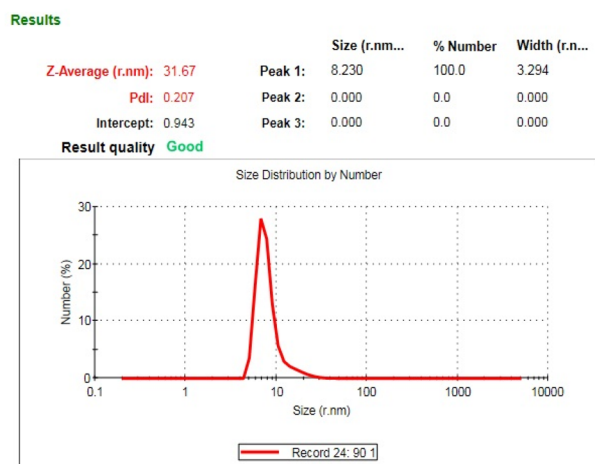 Results
Size (r.nm... % Number Width (r.n...
Z-Average (r.nm): 31.67 Peak 1: 8.230 100.0 3.294
PdI: 0.207 Peak 2: 0.000 0.0 0.000
Intercept: 0.943 Peak 3: 0.000 0.0 0.000
Result quality Good
Size Distribution by Number
Number (%)
30
20
10
0
0.1 1 10 100 1000 10000
Size (r.nm)
Record 24: 90 1